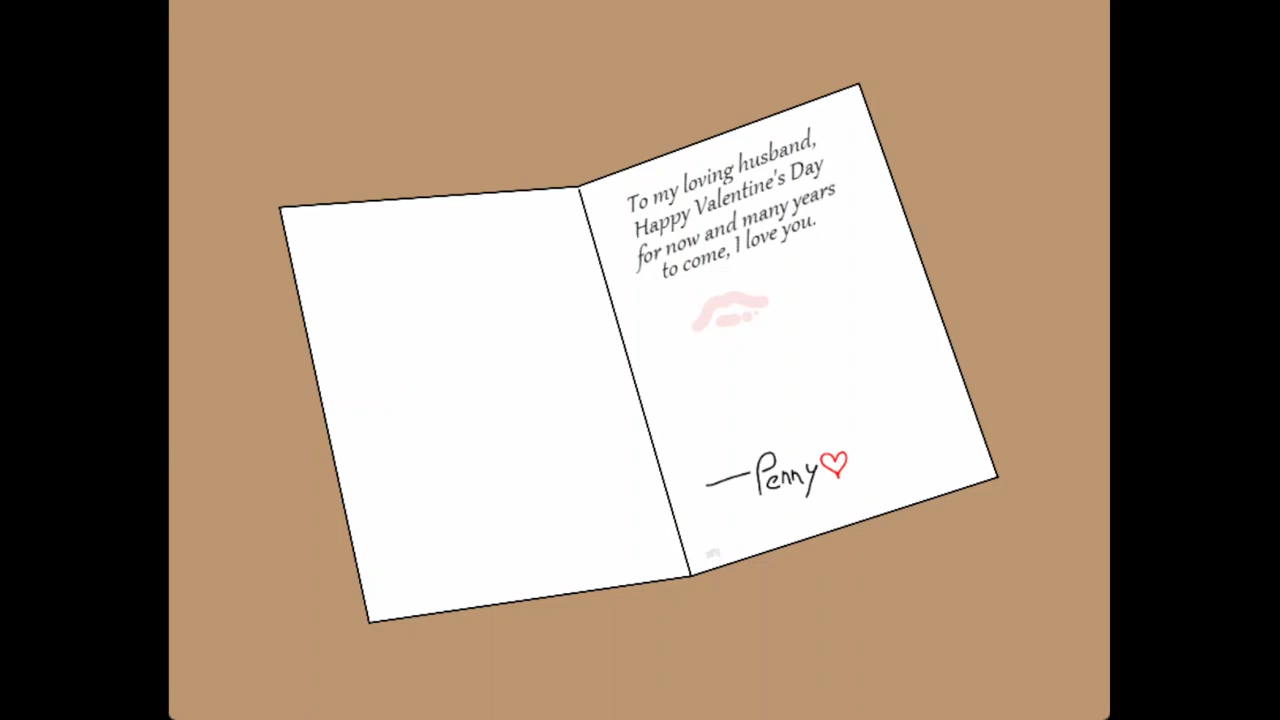 To my loving husband,
Happy Valentine's Day
for now and many years
to come, I love you.
—Penny♡